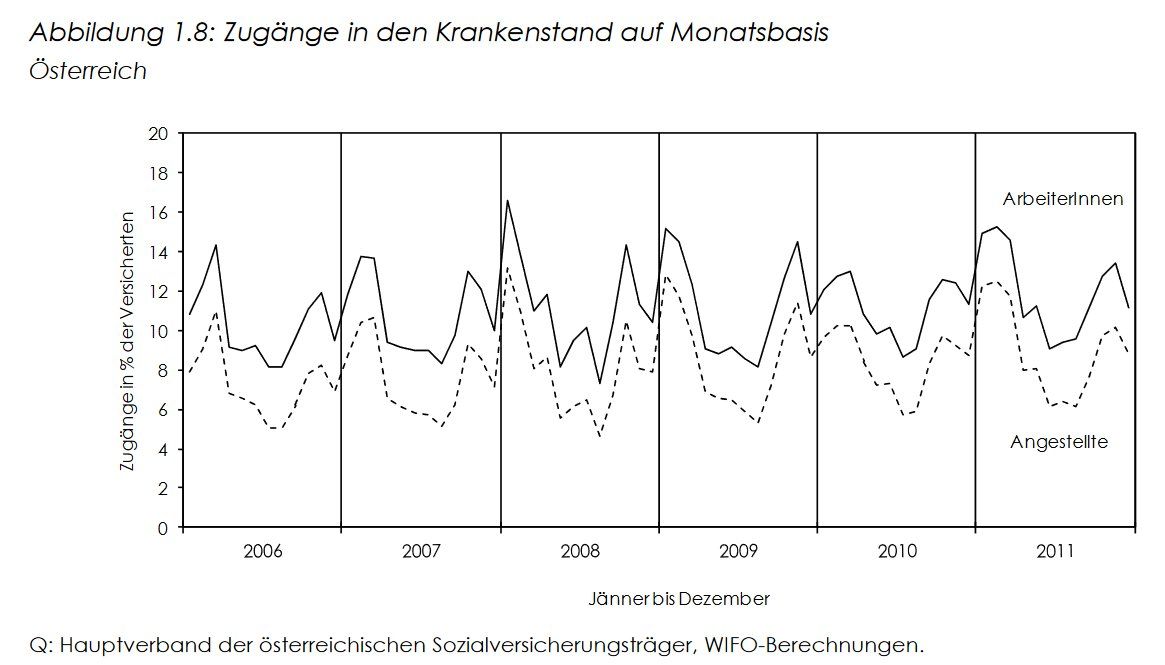 Abbildung 1.8: Zugänge in den Krankenstand auf Monatsbasis
Österreich
Zugänge in % der Versicherten
20
18
16
14
12
10
8
6
4
2
0
ArbeiterInnen
Angestellte
2006 2007 2008 2009 2010 2011
Jänner bis Dezember
Q: Hauptverband der österreichischen Sozialversicherungsträger, WIFO-Berechnungen.